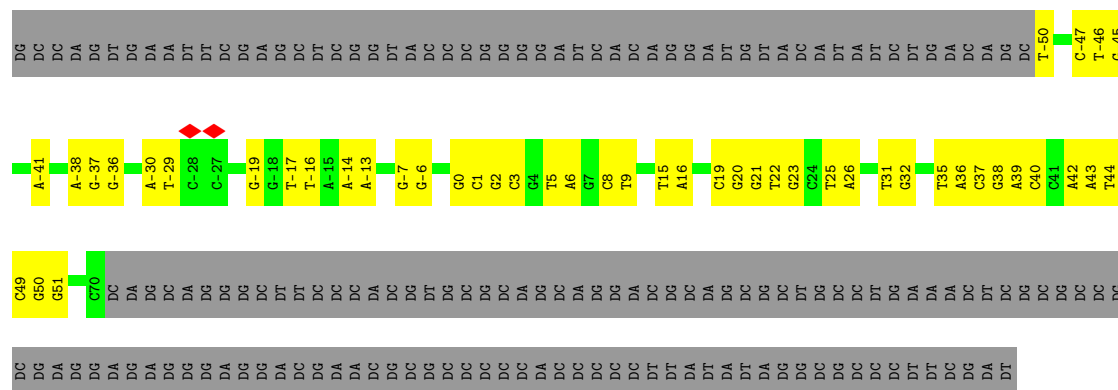 DG DC DC DA DG DT DG DA DA DT DT DC DG DA DG DC DT DC DG DG DT DA DC DC DC DG DG DG DG DA DT DC DA DC DA DG DG DA DT DG DT DA DC DA DT DA DT DC DT DG DA DC DA DG DC T-50 C-47 T-46 C-45
A-41 A-38 G-37 G-36 A-30 T-29 C-28 C-27 G-19 G-18 T-17 T-16 A-15 A-14 A-13 G-7 G-6 G0 C1 G2 C3 G4 T5 A6 G7 C8 T9 T15 A16 C19 G20 G21 T22 G23 C24 T25 A26 T31 G32 T35 A36 C37 G38 A39 C40 C41 A42 A43 T44
C49 G50 G51 C70 DC DA DG DC DA DG DG DG DC DT DT DC DC DC DA DC DG DT DG DC DG DC DA DG DC DA DG DG DA DC DG DC DA DG DC DG DC DT DG DC DC DT DG DA DA DA DC DT DC DG DC DG DC DC DC
DC DG DA DG DG DA DG DA DG DG DA DG DG DA DC DG DA DA DC DG DC DG DC DC DC DA DC DC DT DT DA DT DA DT DA DG DG DC DG DC DC DC DT DT DT DC DG DA DT